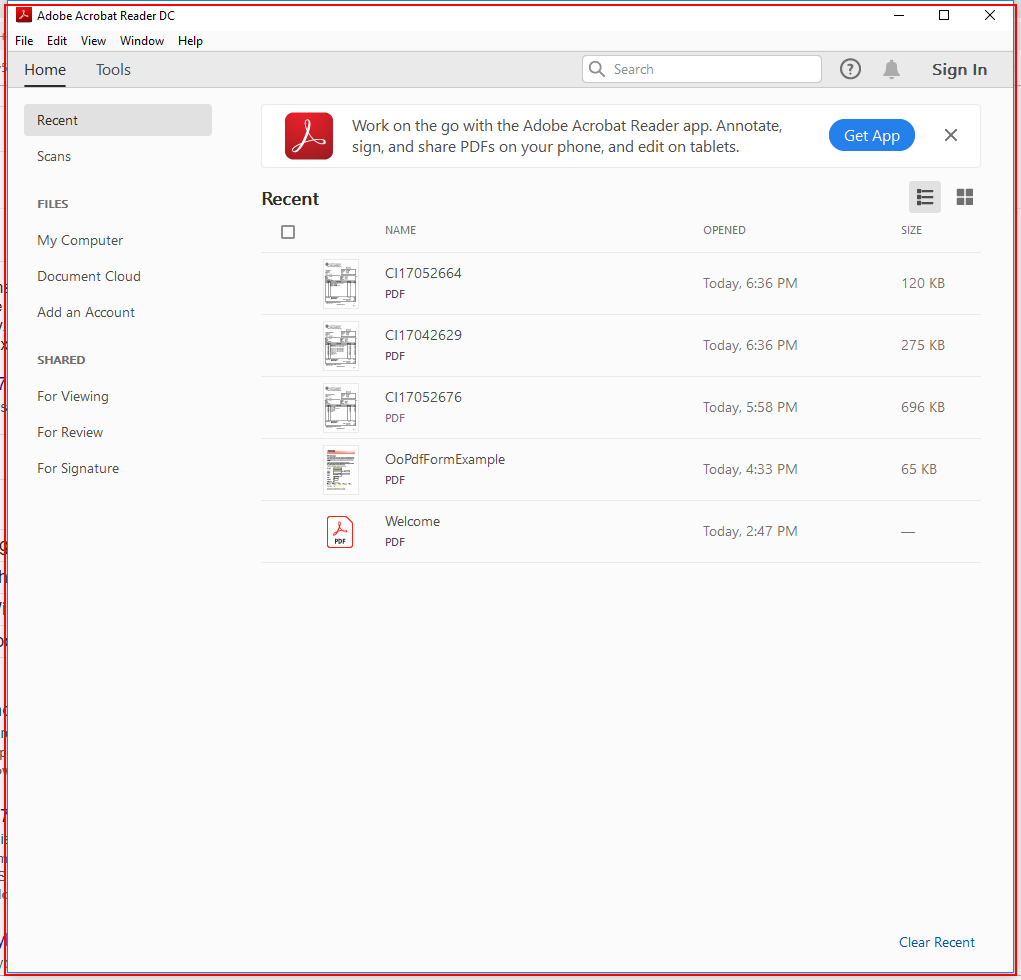 Adobe Acrobat Reader DC
File Edit View Window Help
Home Tools Search Sign In
Recent
Scans
FILES
My Computer
Document Cloud
Add an Account
SHARED
For Viewing
For Review
For Signature
Work on the go with the Adobe Acrobat Reader app. Annotate,
sign, and share PDFs on your phone, and edit on tablets.
Get App
Recent
NAME OPENED SIZE
CI17052664
PDF
Today, 6:36 PM 120 KB
CI17042629
PDF
Today, 6:36 PM 275 KB
CI17052676
PDF
Today, 5:58 PM 696 KB
OoPdfFormExample
PDF
Today, 4:33 PM 65 KB
PDF
Welcome
PDF
Today, 2:47 PM —
Clear Recent